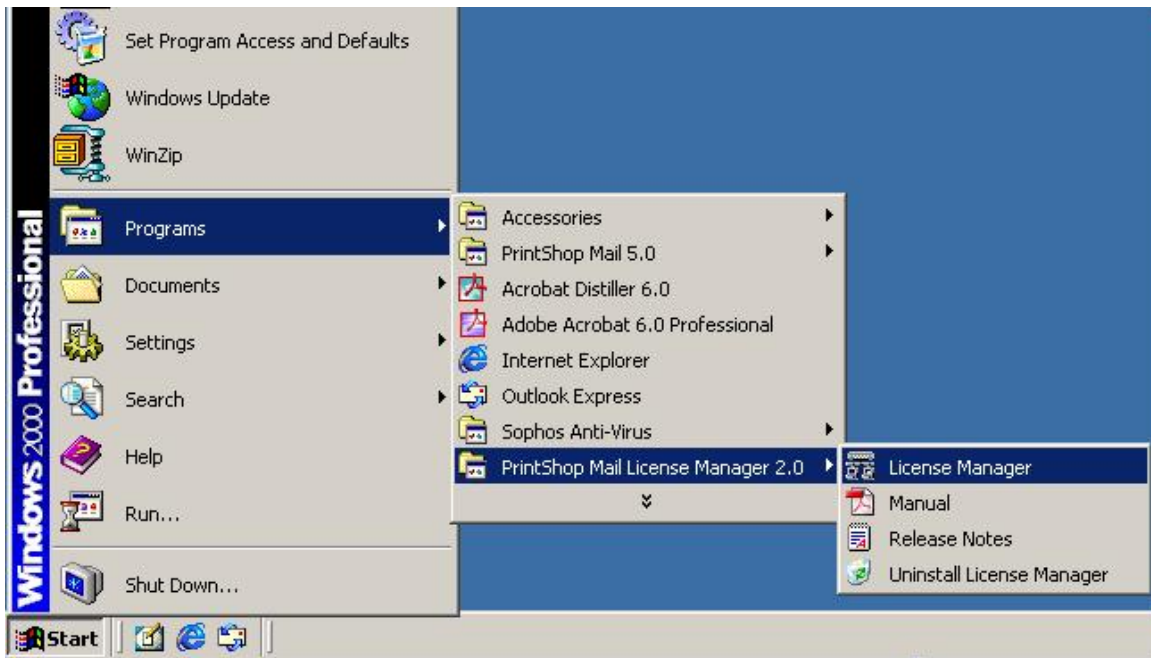 Set Program Access and Defaults
Windows Update
WinZip
Programs
Documents
Settings
Search
Help
Run...
Shut Down...
Windows 2000 Professional
Accessories
PrintShop Mail 5.0
Acrobat Distiller 6.0
Adobe Acrobat 6.0 Professional
Internet Explorer
Outlook Express
Sophos Anti-Virus
PrintShop Mail License Manager 2.0
License Manager
Manual
Release Notes
Uninstall License Manager
Start